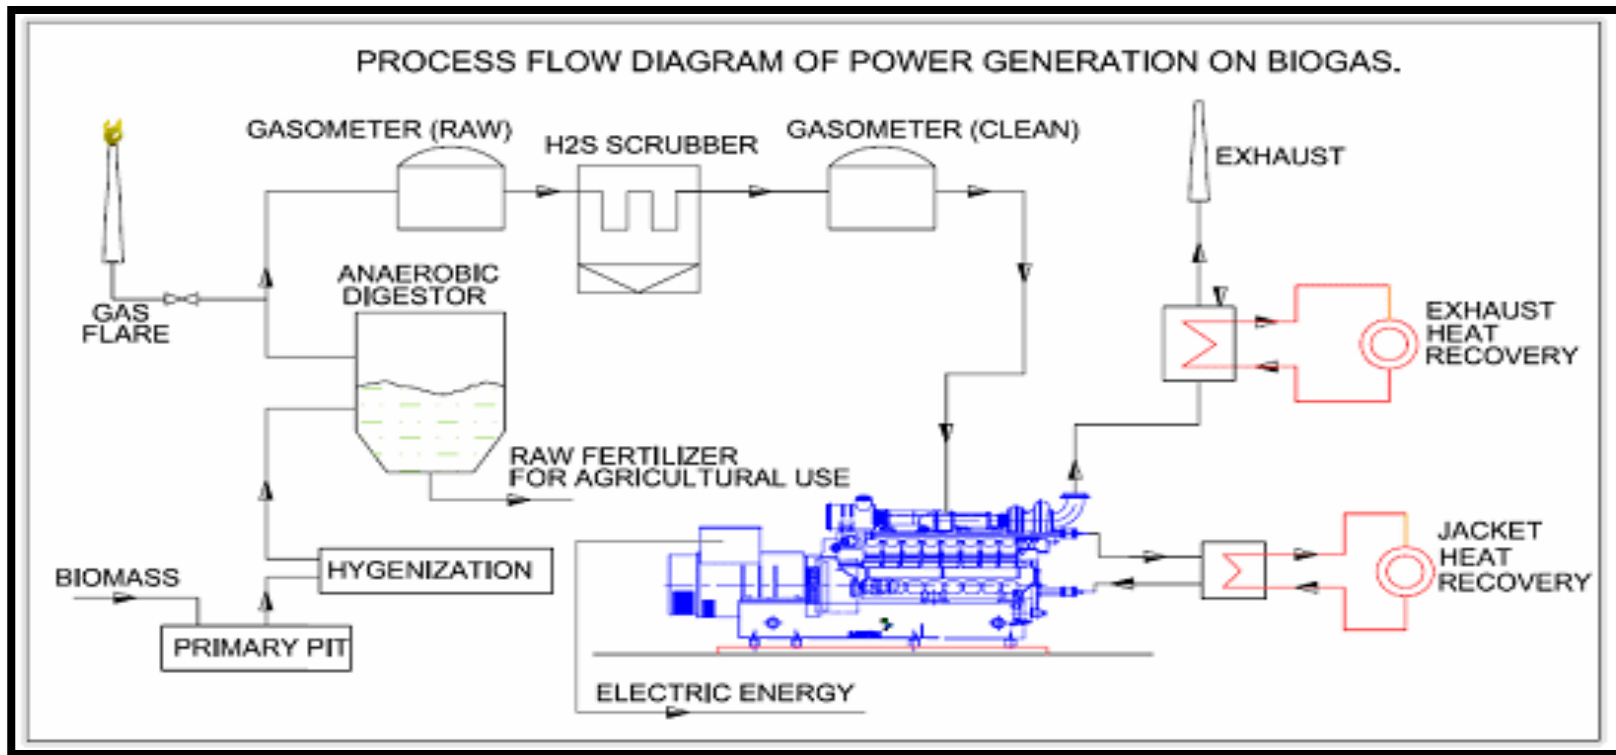 PROCESS FLOW DIAGRAM OF POWER GENERATION ON BIOGAS.
GASOMETER (RAW)
H2S SCRUBBER
GASOMETER (CLEAN)
EXHAUST
ANAEROBIC
DIGESTOR
GAS
FLARE
EXHAUST
HEAT
RECOVERY
RAW FERTILIZER
FOR AGRICULTURAL USE
JACKET
HEAT
RECOVERY
HYGENIZATION
BIOMASS
PRIMARY PIT
ELECTRIC ENERGY